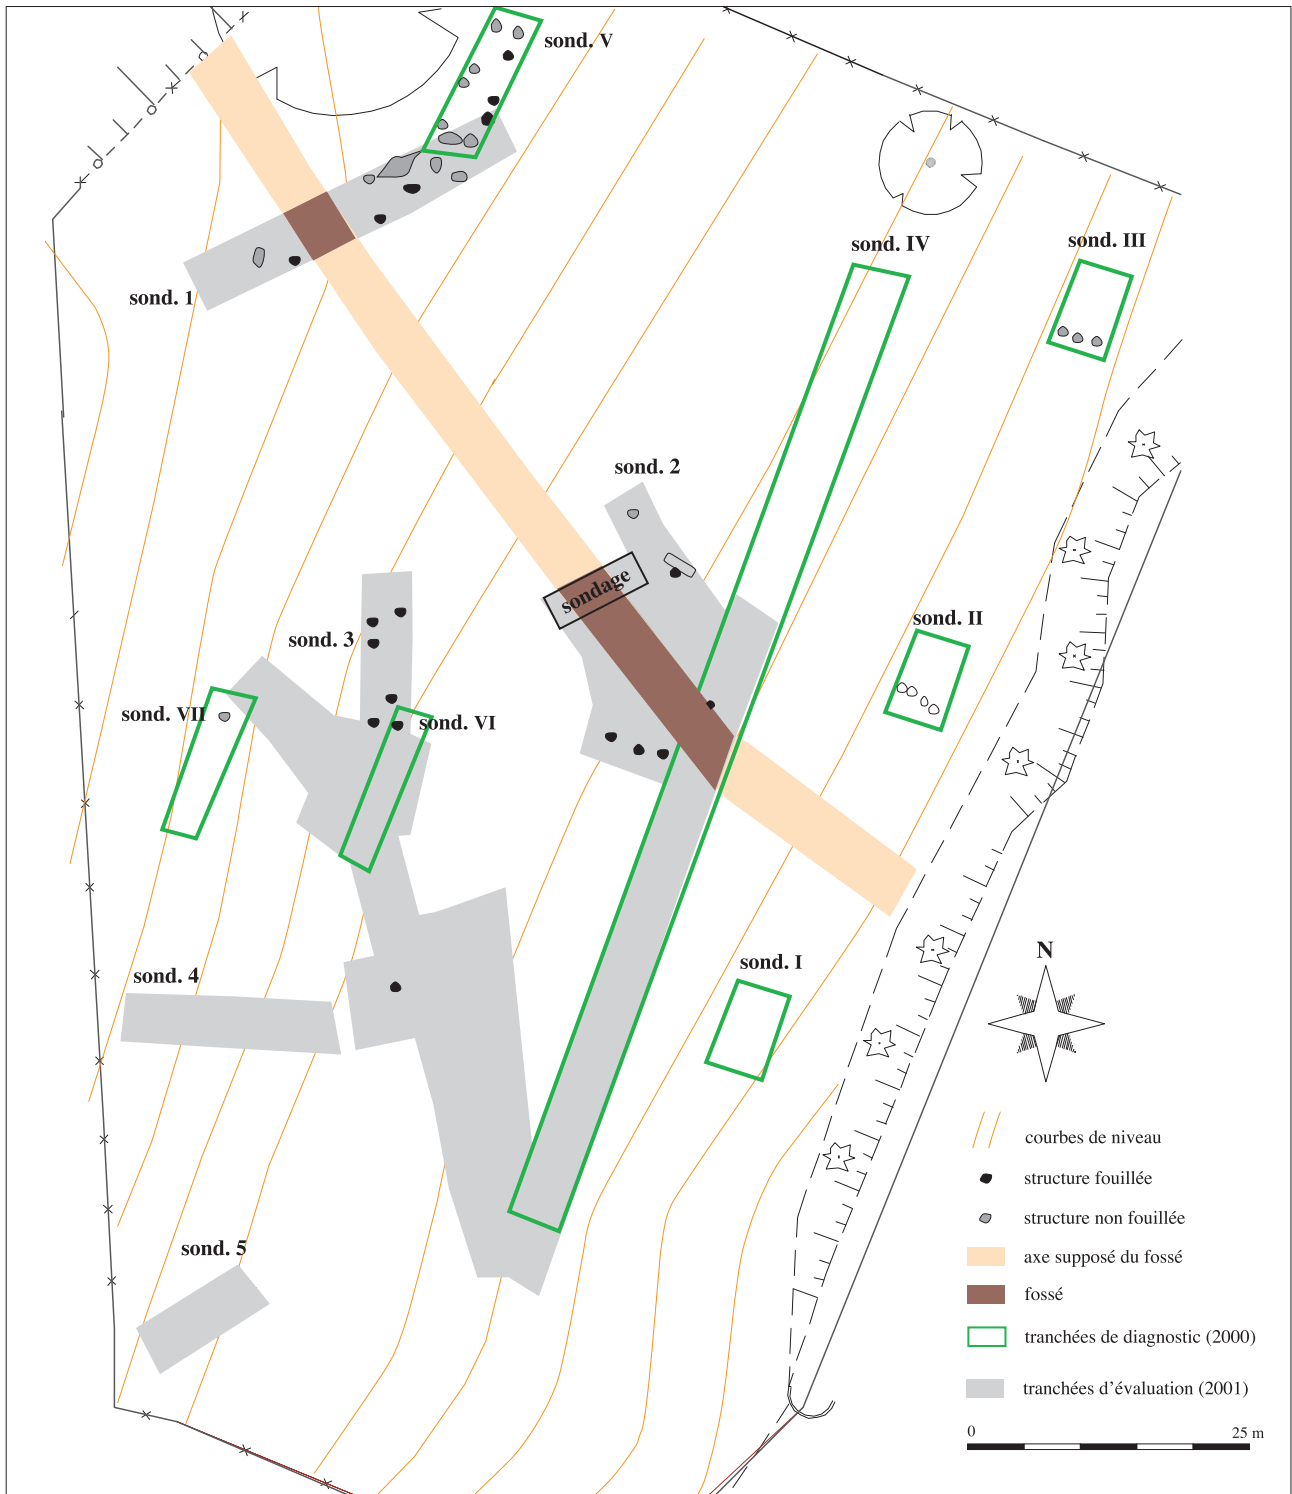 sond. V
sond. IV
sond. III
sond. 1
sond. 2
sondage
sond. II
sond. 3
sond. VII
sond. VI
sond. I
sond. 4
N
courbes de niveau
structure fouillée
structure non fouillée
sond. 5
axe supposé du fossé
fossé
tranchées de diagnostic (2000)
tranchées d'évaluation (2001)
0 25 m